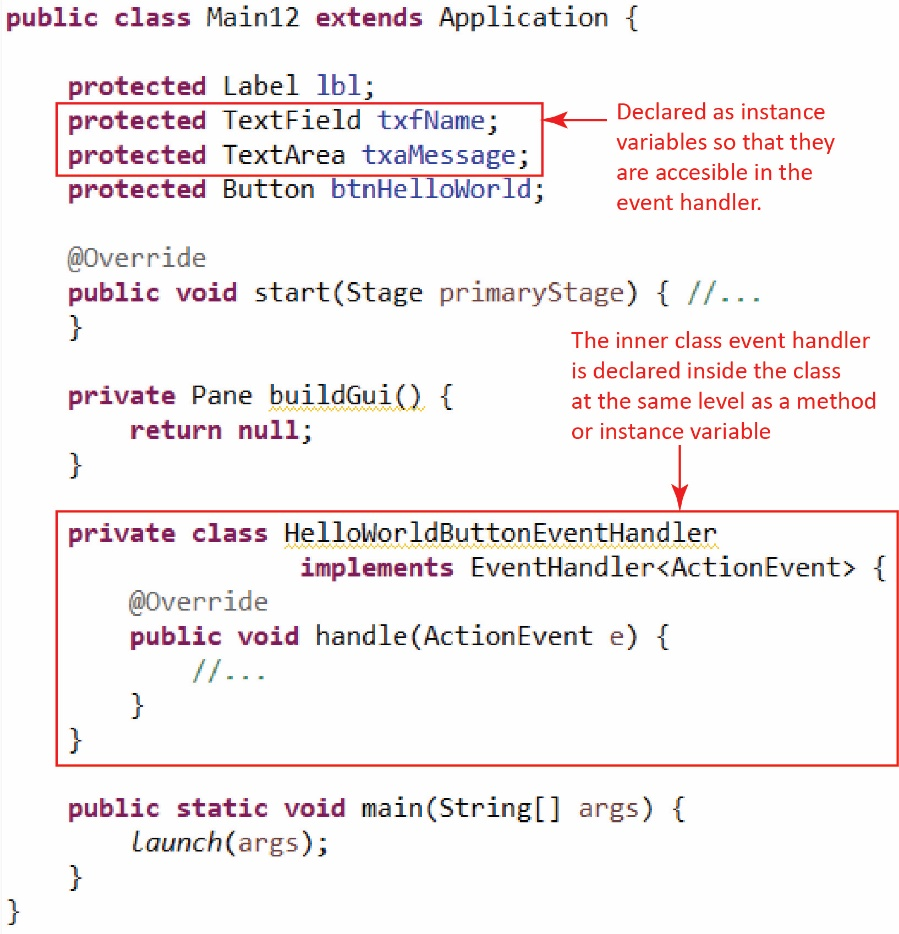 public class Main12 extends Application {
protected Label lbl;
protected TextField txfName;
protected TextArea txaMessage;
protected Button btnHelloWorld;
Declared as instance
variables so that they
are accesible in the
event handler.
@Override
public void start(Stage primaryStage) { //...
}
The inner class event handler
is declared inside the class
at the same level as a method
or instance variable
private Pane buildGui() {
return null;
}
private class HelloWorldButtonEventHandler
implements EventHandler<ActionEvent> {
@Override
public void handle(ActionEvent e) {
//...
}
}
public static void main(String[] args) {
launch(args);
}
}